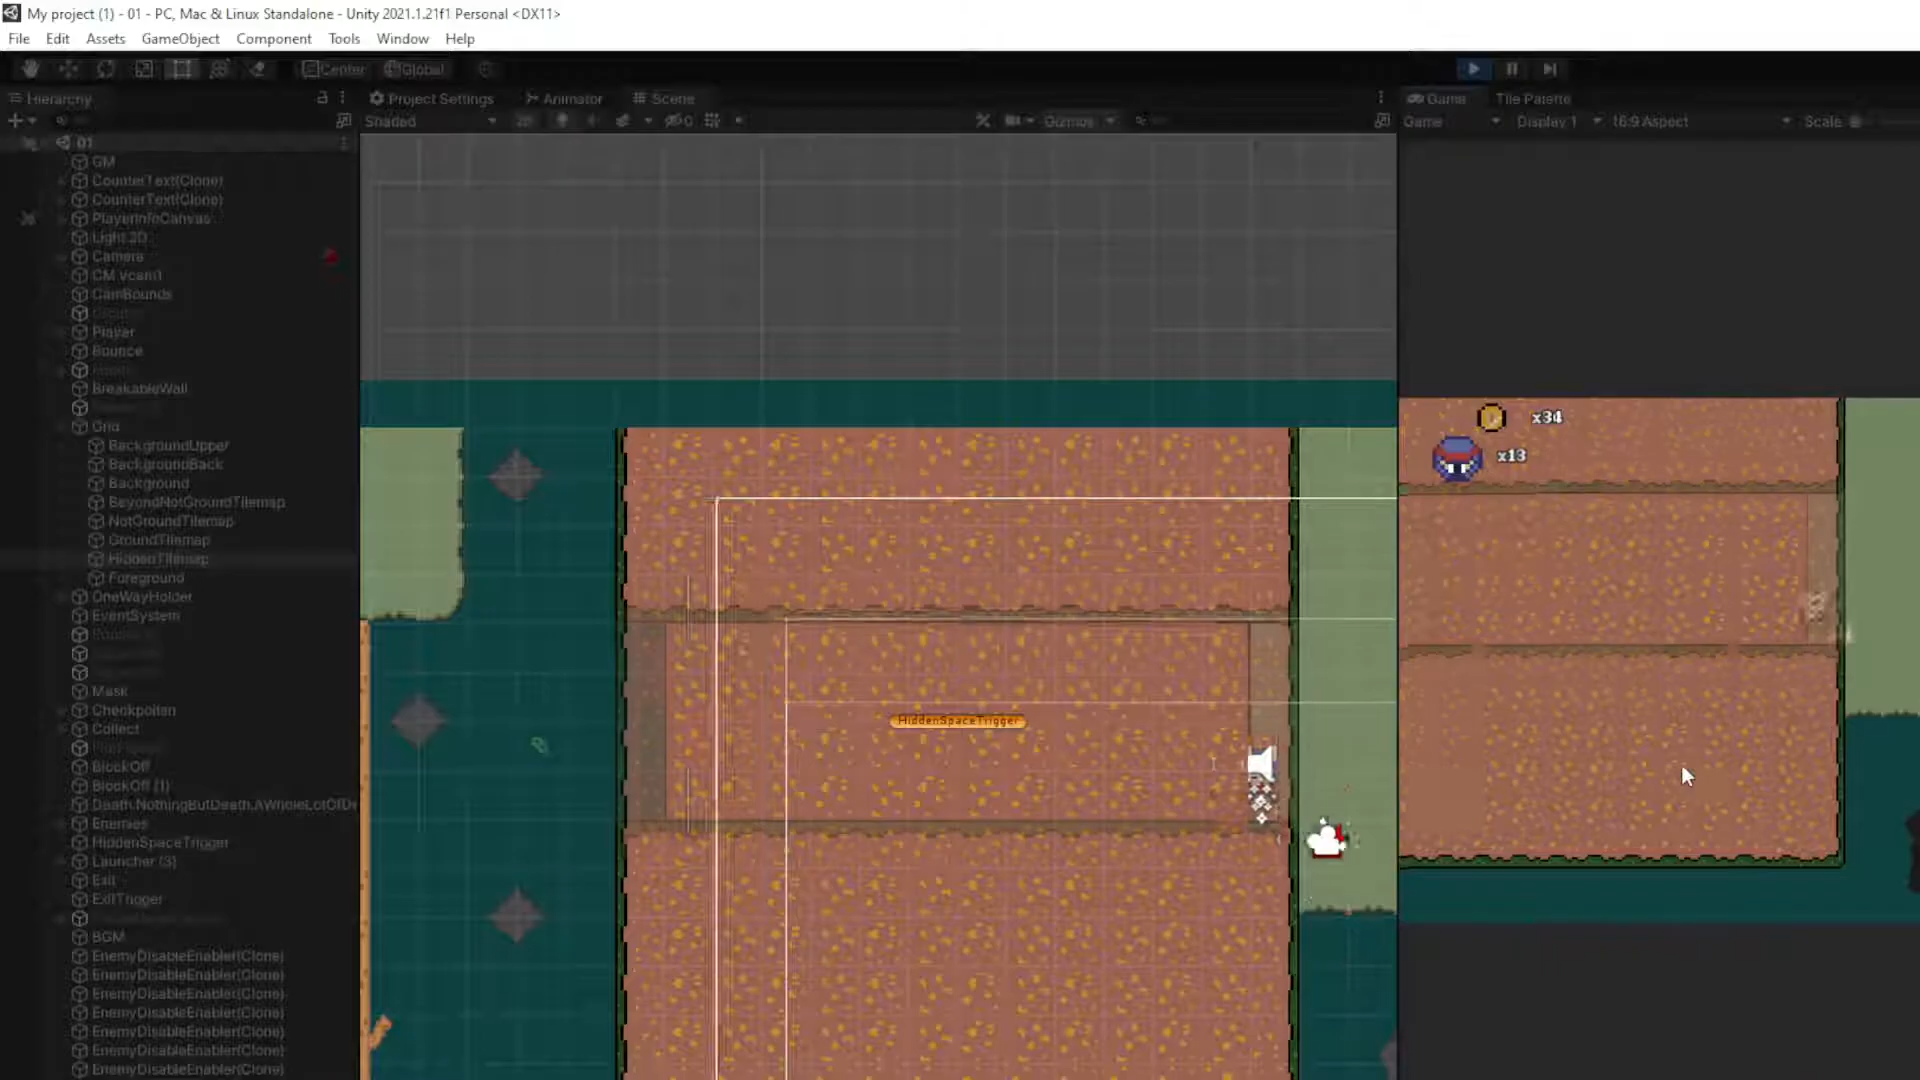 My project (1) - 01 - PC, Mac & Linux Standalone - Unity 2021.1.21f1 Personal <DX11>
File Edit Assets GameObject Component Tools Window Help
Center Global
Hierarchy
Project Settings Animator Scene
Game Tile Palette
Shaded 2D 0 Gizmos
Game Display 1 16:9 Aspect Scale
01
GM
CounterText(Clone)
CounterText(Clone)
PlayerInfoCanvas
Light 2D
Camera
CM vcam1
CamBounds
Player
Bounce
BreakableWall
Grid
BackgroundUpper
BackgroundBack
Background
BeyondNotGroundTilemap
NotGroundTilemap
GroundTilemap
HiddenTilemap
Foreground
OneWayHolder
EventSystem
Mask
Checkpoitan
Collect
BlockOff
BlockOff (1)
Death.NothingButDeath.AWholeLotOfD
Enemies
HiddenSpaceTrigger
Launcher (3)
Exit
ExitTrigger
BGM
EnemyDisableEnabler(Clone)
EnemyDisableEnabler(Clone)
EnemyDisableEnabler(Clone)
EnemyDisableEnabler(Clone)
EnemyDisableEnabler(Clone)
EnemyDisableEnabler(Clone)
EnemyDisableEnabler(Clone)
HiddenSpaceTrigger
x34
x13